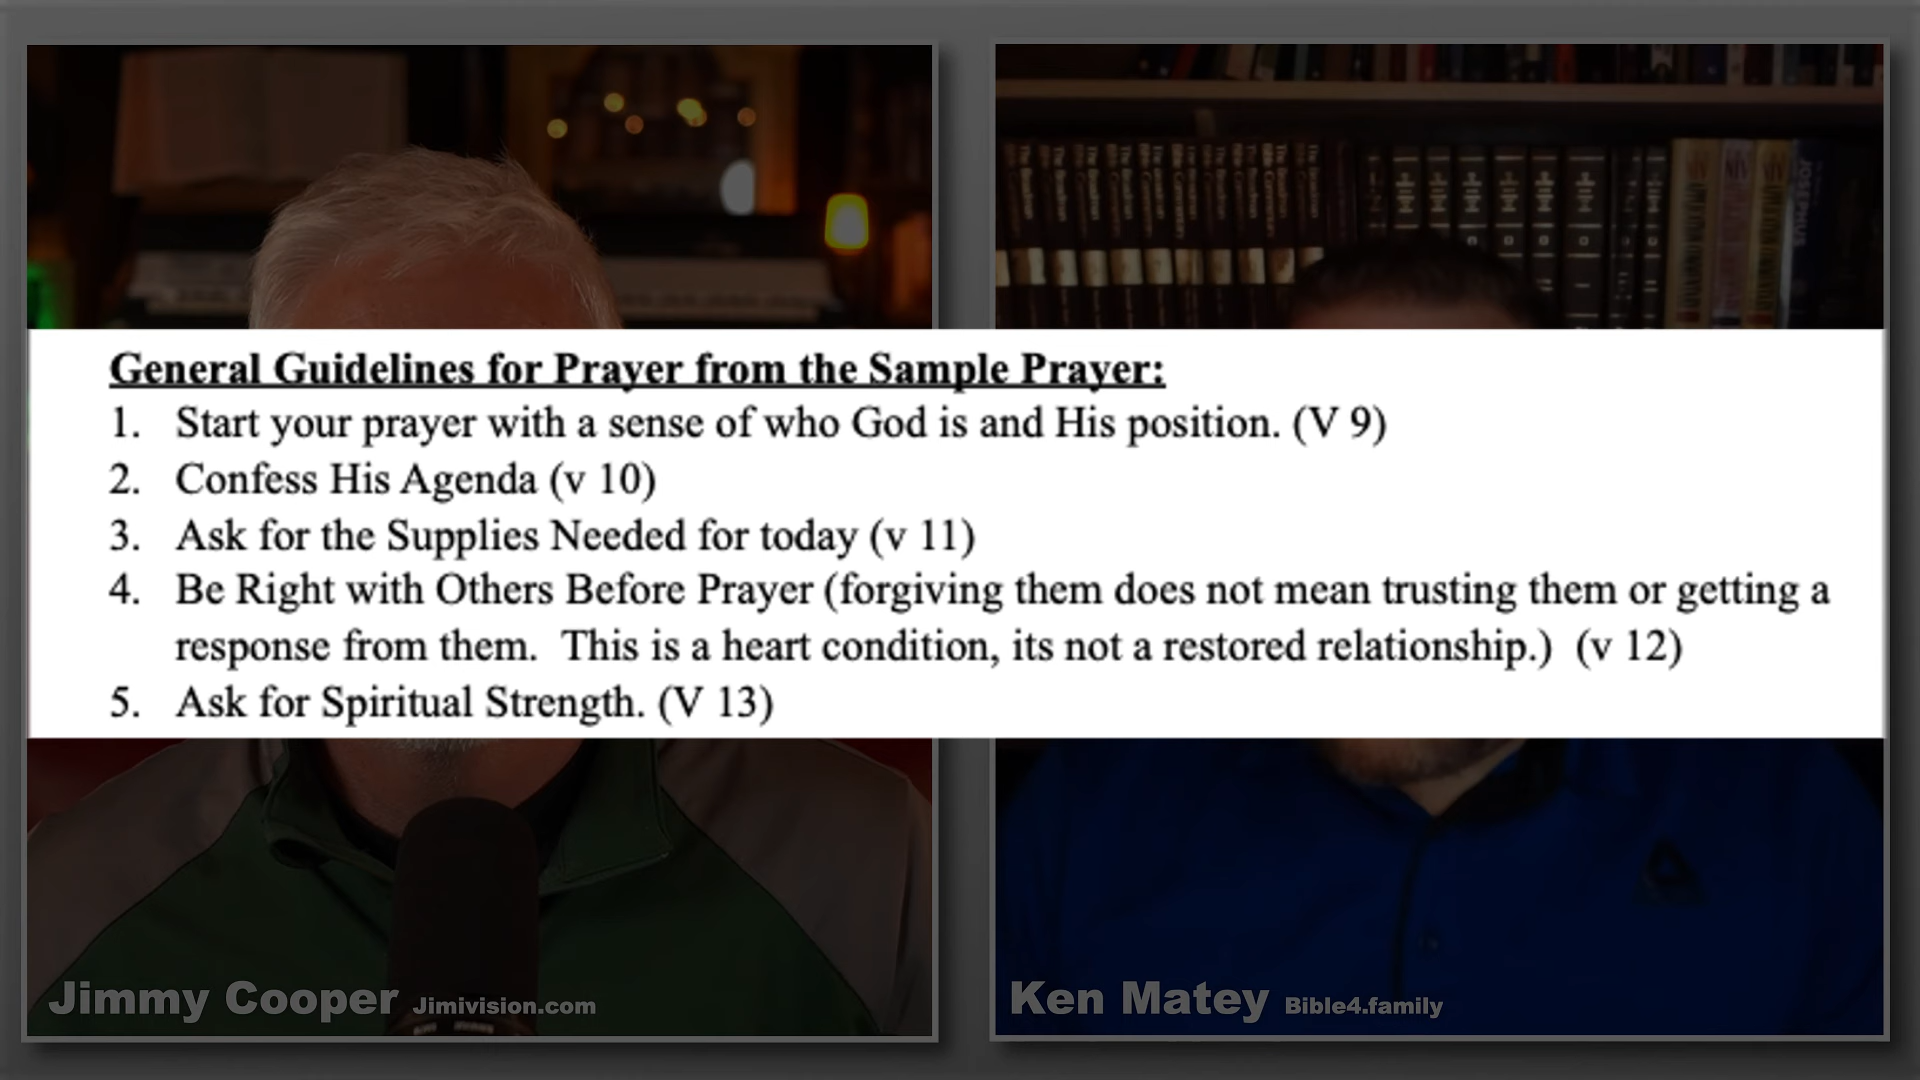 JOSEPHUS
General Guidelines for Prayer from the Sample Prayer:
1. Start your prayer with a sense of who God is and His position. (V 9)
2. Confess His Agenda (v 10)
3. Ask for the Supplies Needed for today (v 11)
4. Be Right with Others Before Prayer (forgiving them does not mean trusting them or getting a
response from them.  This is a heart condition, its not a restored relationship.)  (v 12)
5. Ask for Spiritual Strength. (V 13)
Jimmy Cooper Jimivision.com
Ken Matey Bible4.family